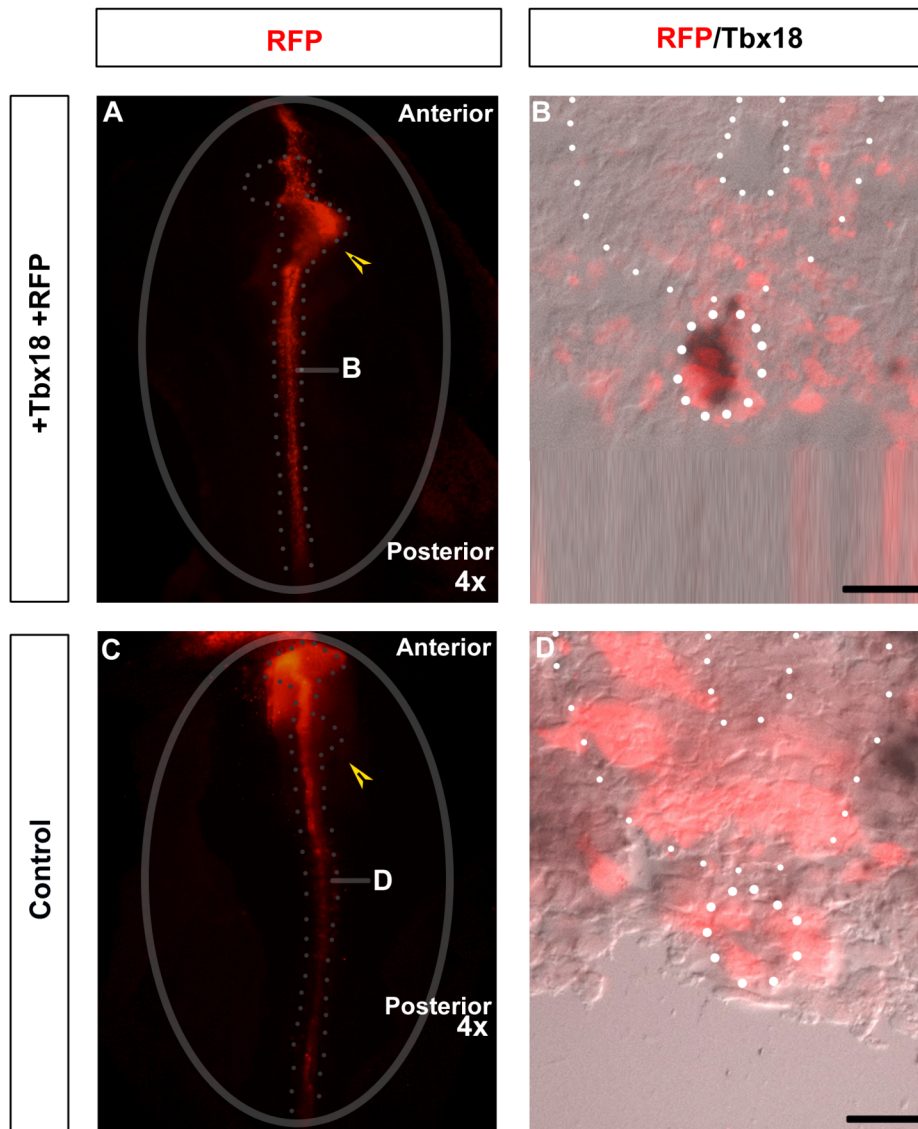 RFP
RFP/Tbx18
+Tbx18 +RFP
A
Anterior
B
Posterior
4x
B
Control
C
Anterior
D
Posterior
4x
D